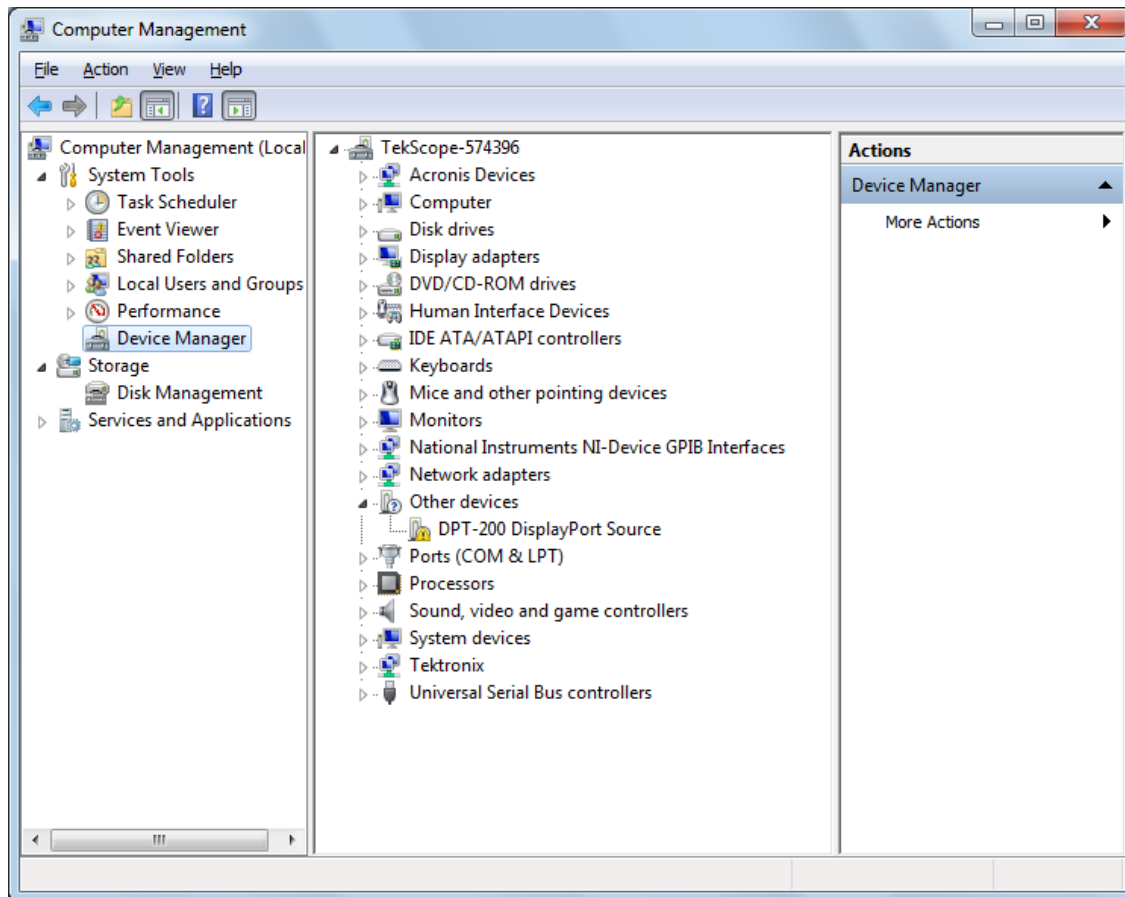 Computer Management
File Action View Help
Computer Management (Local
System Tools
Task Scheduler
Event Viewer
Shared Folders
Local Users and Groups
Performance
Device Manager
Storage
Disk Management
Services and Applications
TekScope-574396
Acronis Devices
Computer
Disk drives
Display adapters
DVD/CD-ROM drives
Human Interface Devices
IDE ATA/ATAPI controllers
Keyboards
Mice and other pointing devices
Monitors
National Instruments NI-Device GPIB Interfaces
Network adapters
Other devices
DPT-200 DisplayPort Source
Ports (COM & LPT)
Processors
Sound, video and game controllers
System devices
Tektronix
Universal Serial Bus controllers
Actions
Device Manager
More Actions